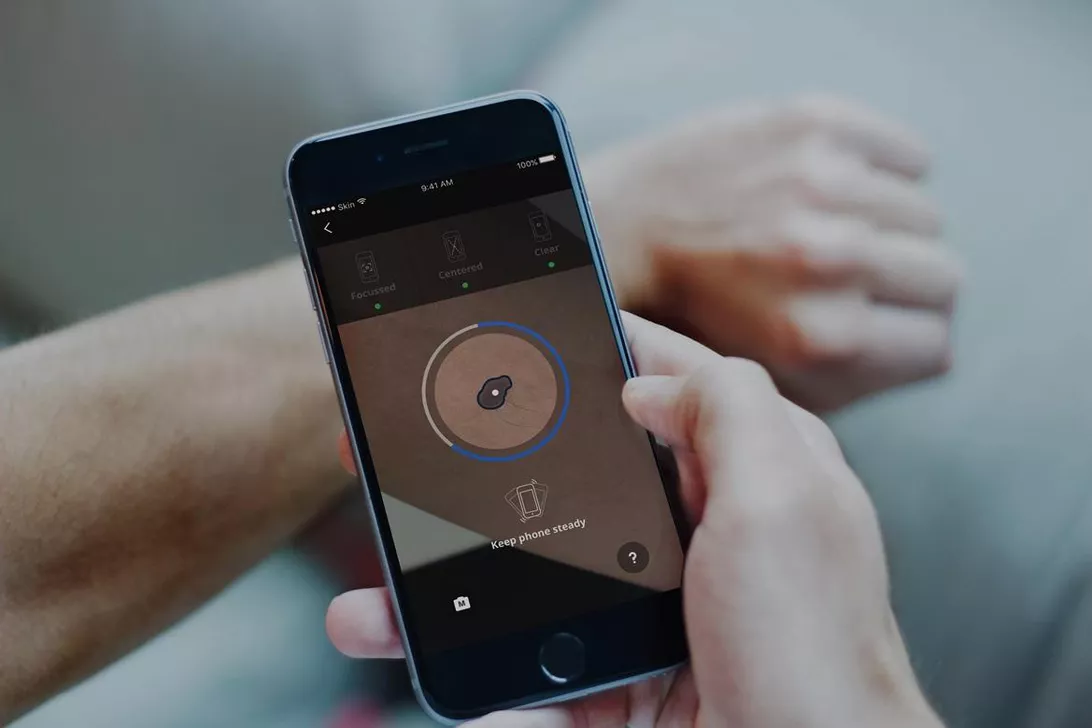 100%
9:41 AM
Skin
Focussed
Centered
Clear
Keep phone steady
?
M